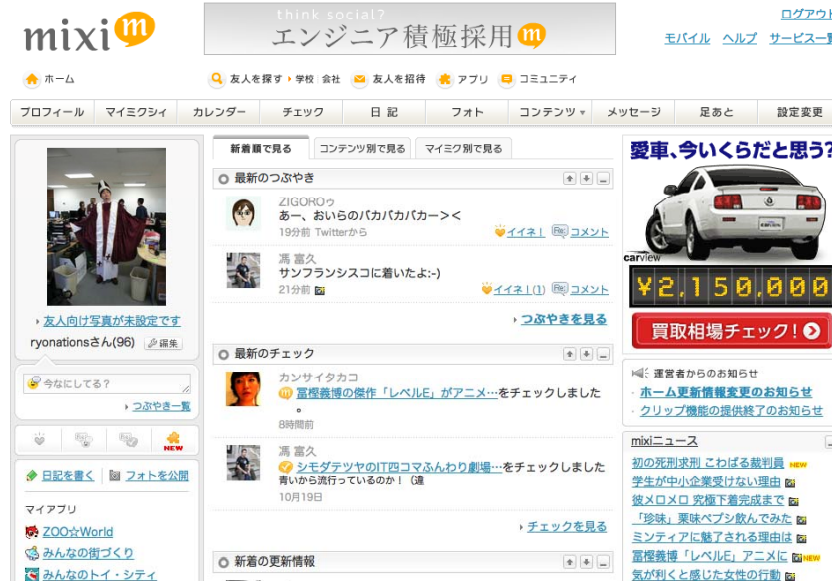 mixi
think social?
エンジニア積極採用
ログアウト
モバイル ヘルプ サービス一覧
ホーム
友人を探す 学校 会社 友人を招待 アプリ コミュニティ
プロフィール マイミクシィ カレンダー チェック 日記 フォト コンテンツ メッセージ 足あと 設定変更
友人向け写真が未設定です
ryonationsさん(96) 編集
今なにしてる?
つぶやき一覧
NEW
日記を書く フォトを公開
マイアプリ
ZOO☆World
みんなの街づくり
みんなのトイ・シティ
新着順で見る コンテンツ別で見る マイミク別で見る
最新のつぶやき
ZIGOROゥ
あー、おいらのバカバカバカー><
19分前 Twitterから イイネ! コメント
馮 富久
サンフランシスコに着いたよ:-)
21分前 イイネ!(1) コメント
つぶやきを見る
最新のチェック
カンサイタカコ
冨樫義博の傑作「レベルE」がアニメ…をチェックしました
。
8時間前
馮 富久
シモダテツヤのIT四コマふんわり劇場…をチェックしました
青いから流行っているのか!(違
10月19日
チェックを見る
新着の更新情報
愛車、今いくらだと思う?
carview
¥2,150,000
買取相場チェック!
運営者からのお知らせ
ホーム更新情報変更のお知らせ
クリップ機能の提供終了のお知らせ
mixiニュース
初の死刑求刑 こわばる裁判員 NEW
学生が中小企業受けない理由
彼メロメロ 究極下着完成まで
「珍味」栗味ペプシ飲んでみた
ミンティアに魅了される理由は
冨樫義博「レベルE」アニメに NEW
気が利くと感じた女性の行動